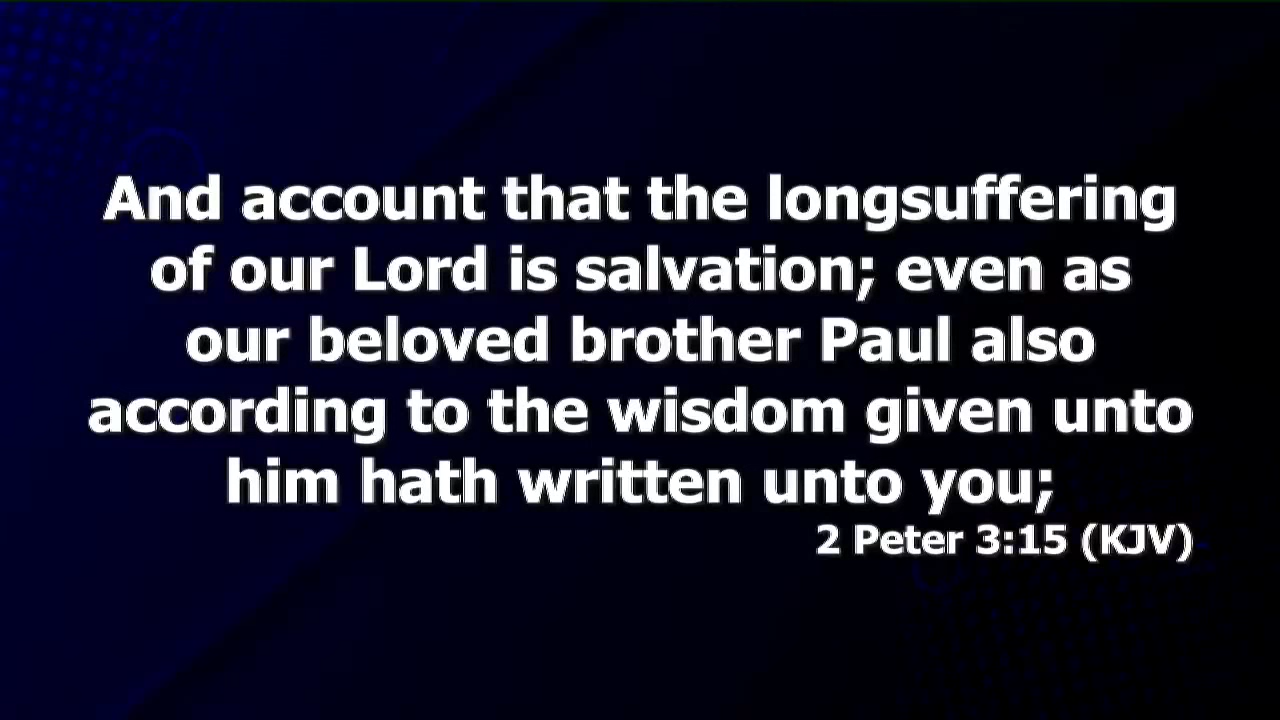 And account that the longsuffering
of our Lord is salvation; even as
our beloved brother Paul also
according to the wisdom given unto
him hath written unto you;
2 Peter 3:15 (KJV)